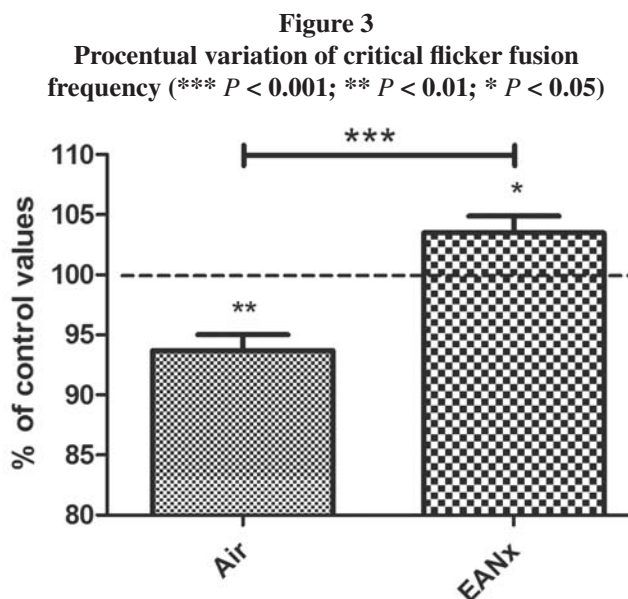 Figure 3
Procentual variation of critical flicker fusion
frequency (*** P < 0.001; ** P < 0.01; * P < 0.05)
***
110
*
105
100
**
95
90
85
80
% of control values
Air
EANx